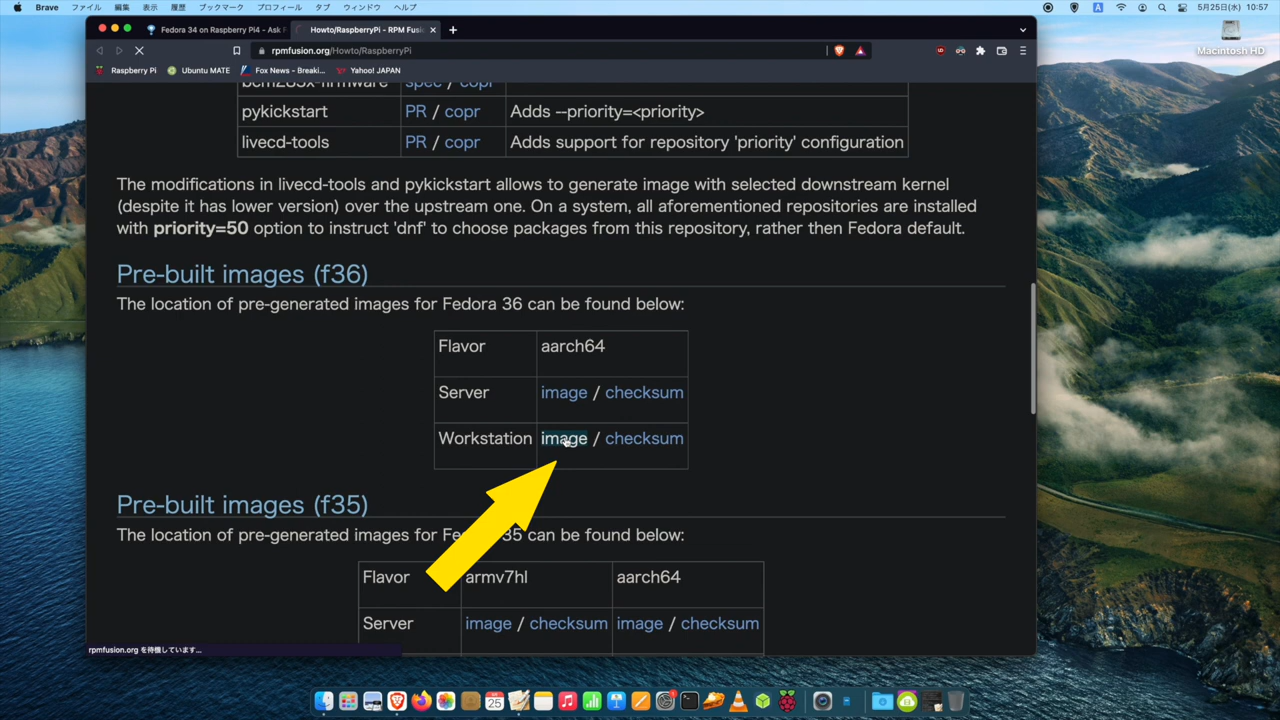 Brave ファイル 編集 表示 履歴 ブックマーク プロフィール タブ ウィンドウ ヘルプ
A
5月25日(水) 10:57
Fedora 34 on Raspberry Pi4 - Ask F
Howto/RaspberryPi - RPM Fusi
rpmfusion.org/Howto/RaspberryPi
Raspberry Pi
Ubuntu MATE
Fox News - Breaki...
Yahoo! JAPAN
Macintosh HD
bcm283x-firmware spec / copr
pykickstart PR / copr Adds --priority=<priority>
livecd-tools PR / copr Adds support for repository 'priority' configuration
The modifications in livecd-tools and pykickstart allows to generate image with selected downstream kernel
(despite it has lower version) over the upstream one. On a system, all aforementioned repositories are installed
with priority=50 option to instruct 'dnf' to choose packages from this repository, rather then Fedora default.
Pre-built images (f36)
The location of pre-generated images for Fedora 36 can be found below:
Flavor aarch64
Server image / checksum
Workstation image / checksum
Pre-built images (f35)
The location of pre-generated images for Fedora 35 can be found below:
Flavor armv7hl aarch64
Server image / checksum image / checksum
rpmfusion.org を待機しています...
25